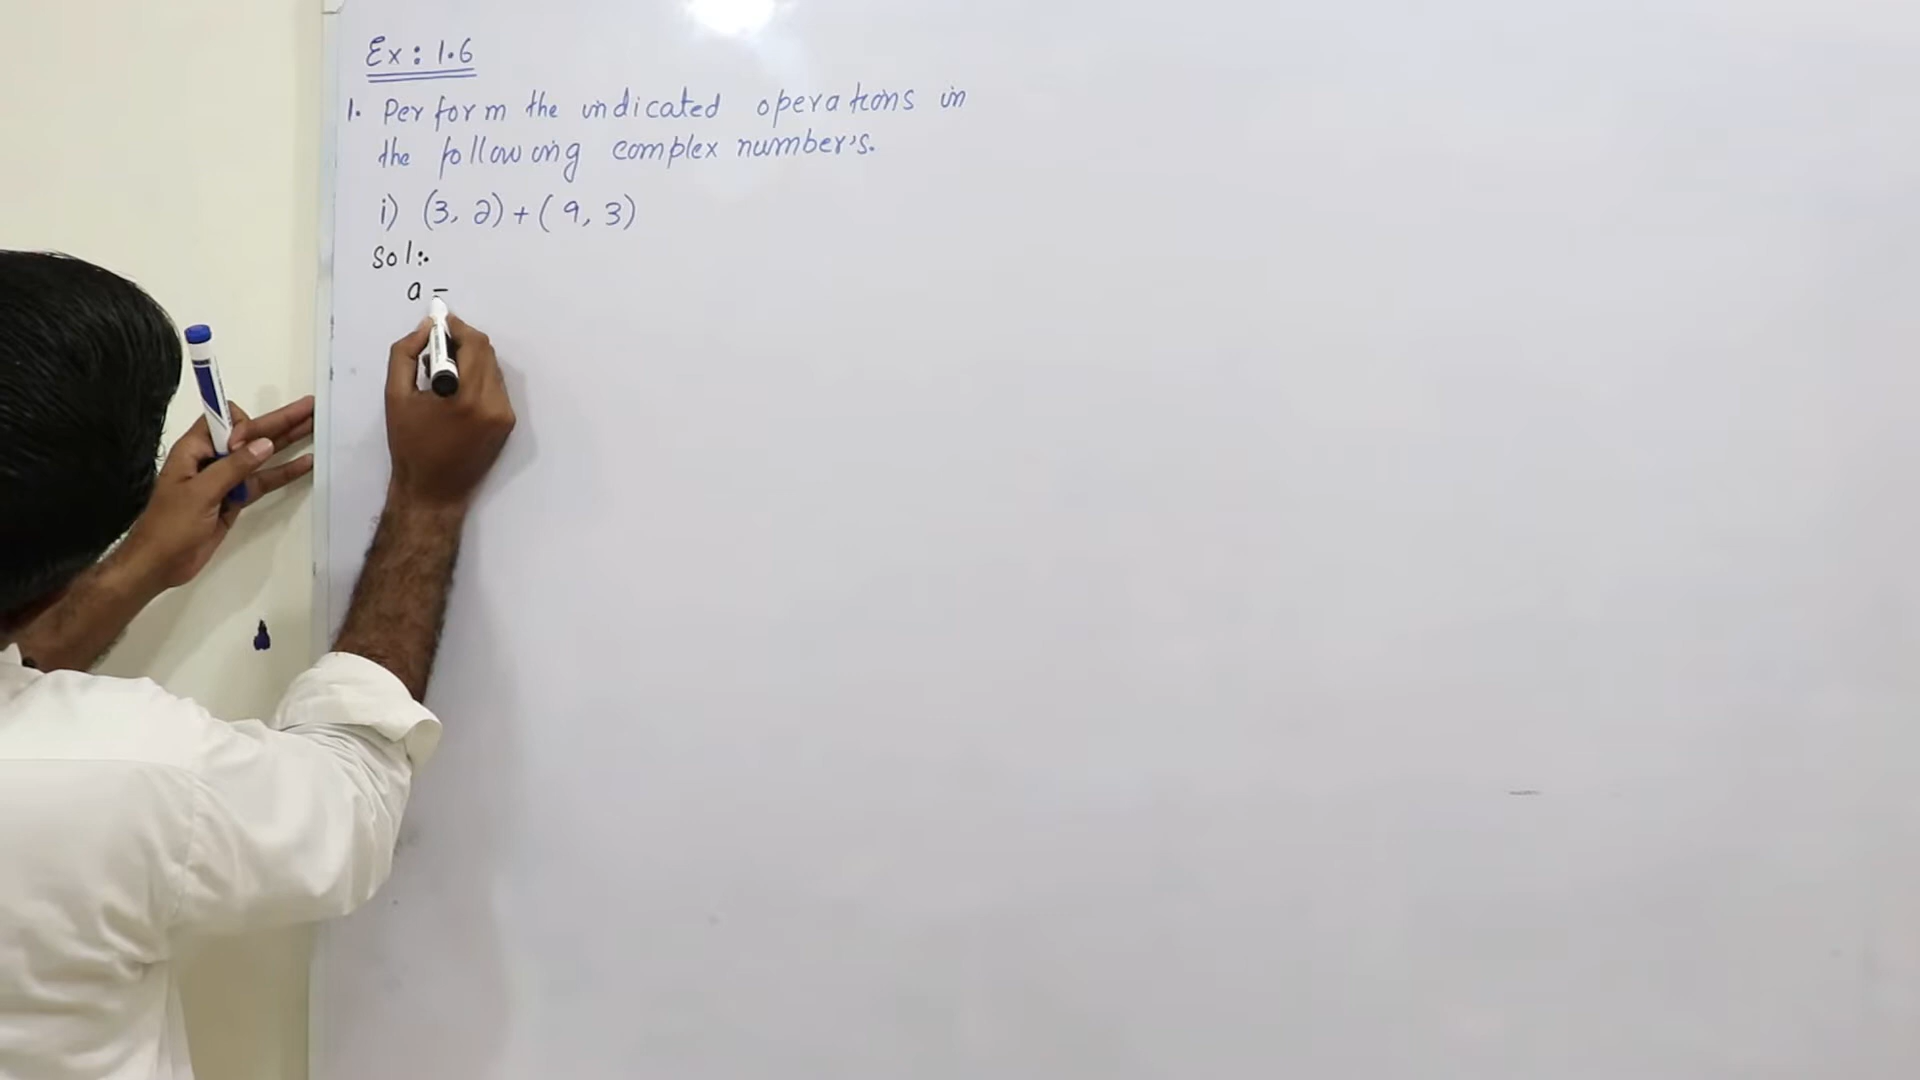 Ex : 1.6
1. Perform the indicated operations in
the following complex number's.
i) (3, 2) + ( 9, 3)
Sol:.
a =